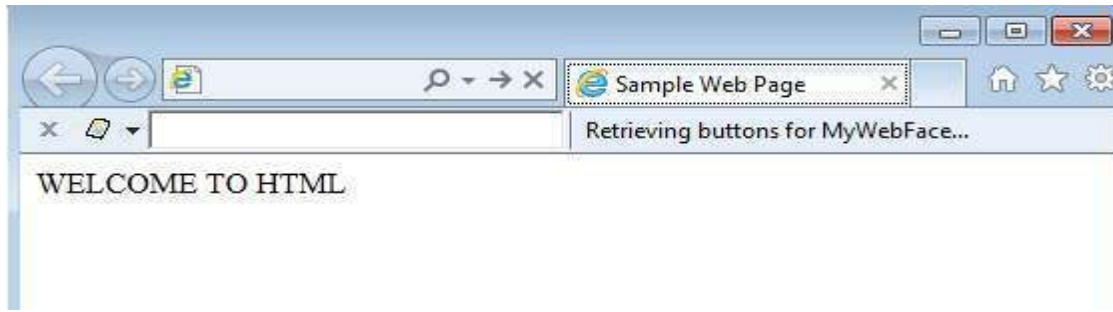 Sample Web Page
Retrieving buttons for MyWebFace...
WELCOME TO HTML